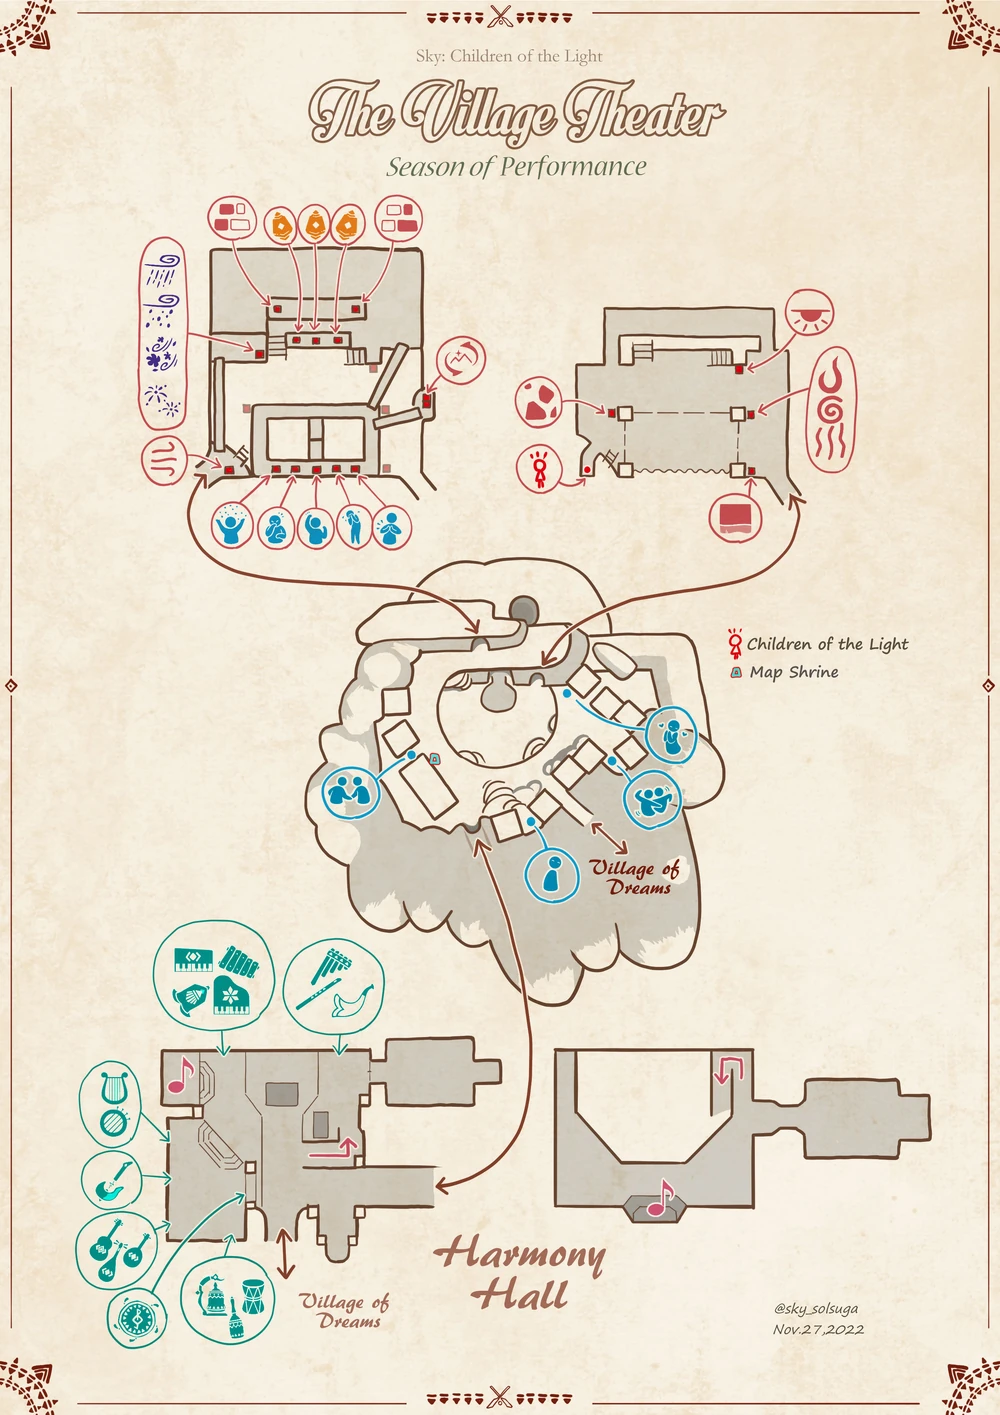 Sky: Children of the Light
The Village Theater
Season of Performance
Children of the Light
Map Shrine
Village of
Dreams
Harmony
Hall
Village of
Dreams
@sky_solsuga
Nov.27,2022